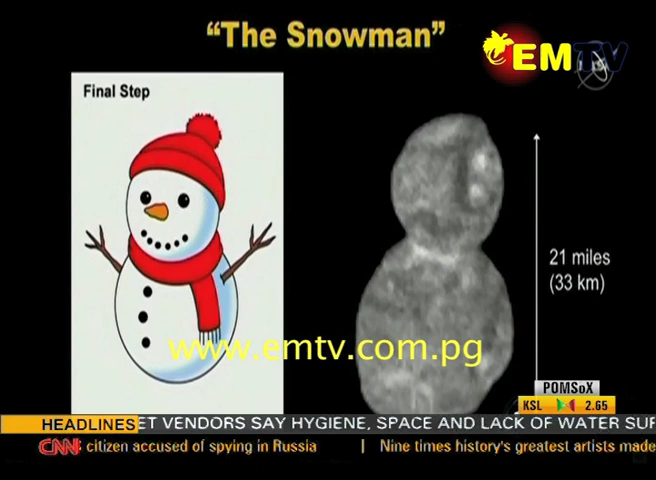 “The Snowman”
EMTV
Final Step
21 miles
(33 km)
www.emtv.com.pg
POMSoX
KSL 2.65
HEADLINES ET VENDORS SAY HYGIENE, SPACE AND LACK OF WATER SUP
CNN citizen accused of spying in Russia | Nine times history's greatest artists made